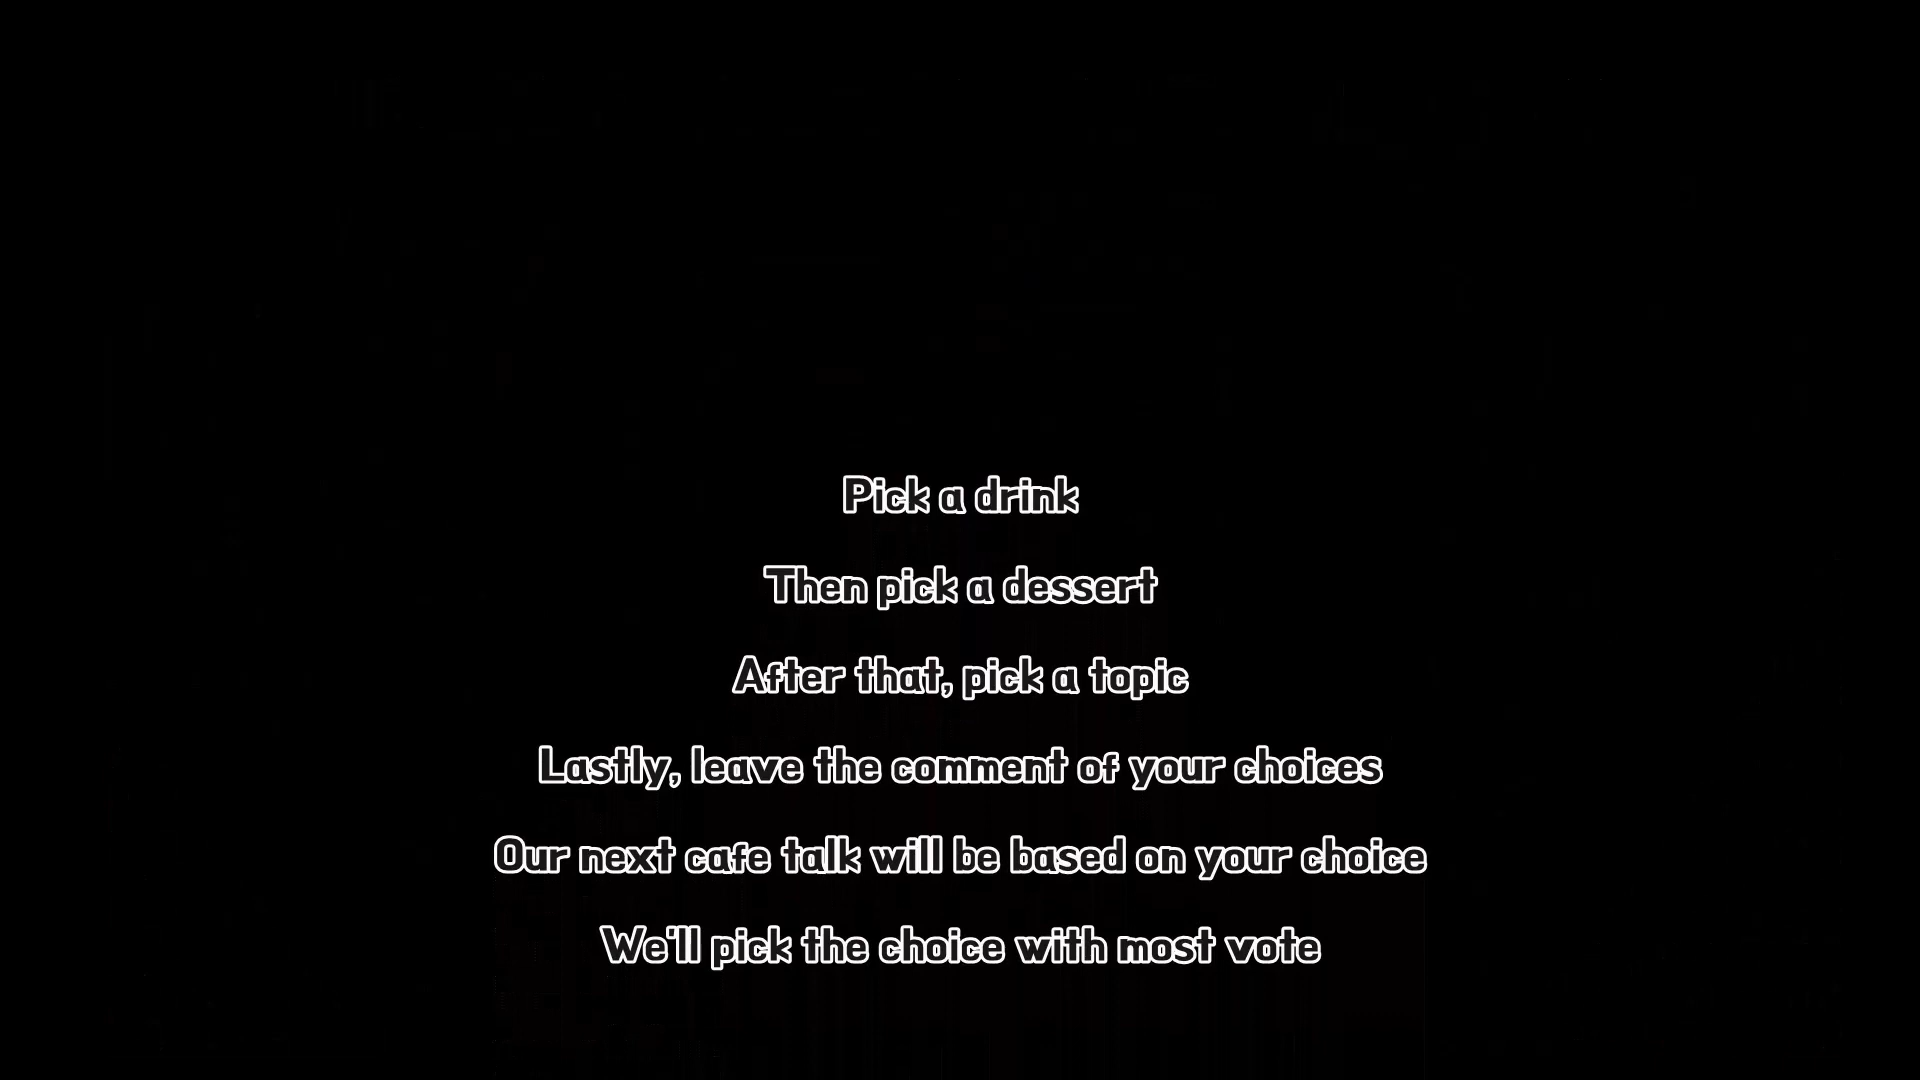 Pick a drink
Then pick a dessert
After that, pick a topic
Lastly, leave the comment of your choices
Our next cafe talk will be based on your choice
We'll pick the choice with most vote